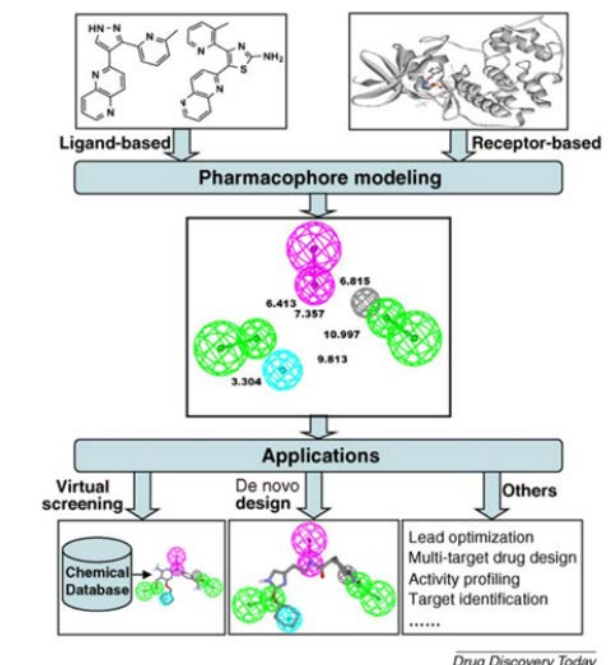 HN-N
N
N
N
N
N
NH₂
S
N
N
Ligand-based
Receptor-based
Pharmacophore modeling
6.815
6.413
7.357
10.997
9.813
3.304
Applications
Virtual
screening
De novo
design
Others
Chemical
Database
Lead optimization
Multi-target drug design
Activity profiling
Target identification
......
Drug Discovery Today